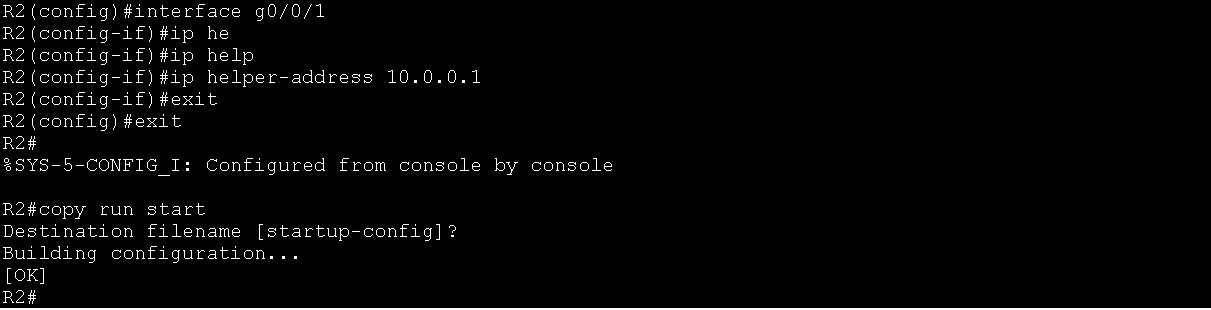 R2(config)#interface g0/0/1
R2(config-if)#ip he
R2(config-if)#ip help
R2(config-if)#ip helper-address 10.0.0.1
R2(config-if)#exit
R2(config)#exit
R2#
%SYS-5-CONFIG_I: Configured from console by console
R2#copy run start
Destination filename [startup-config]?
Building configuration...
[OK]
R2#